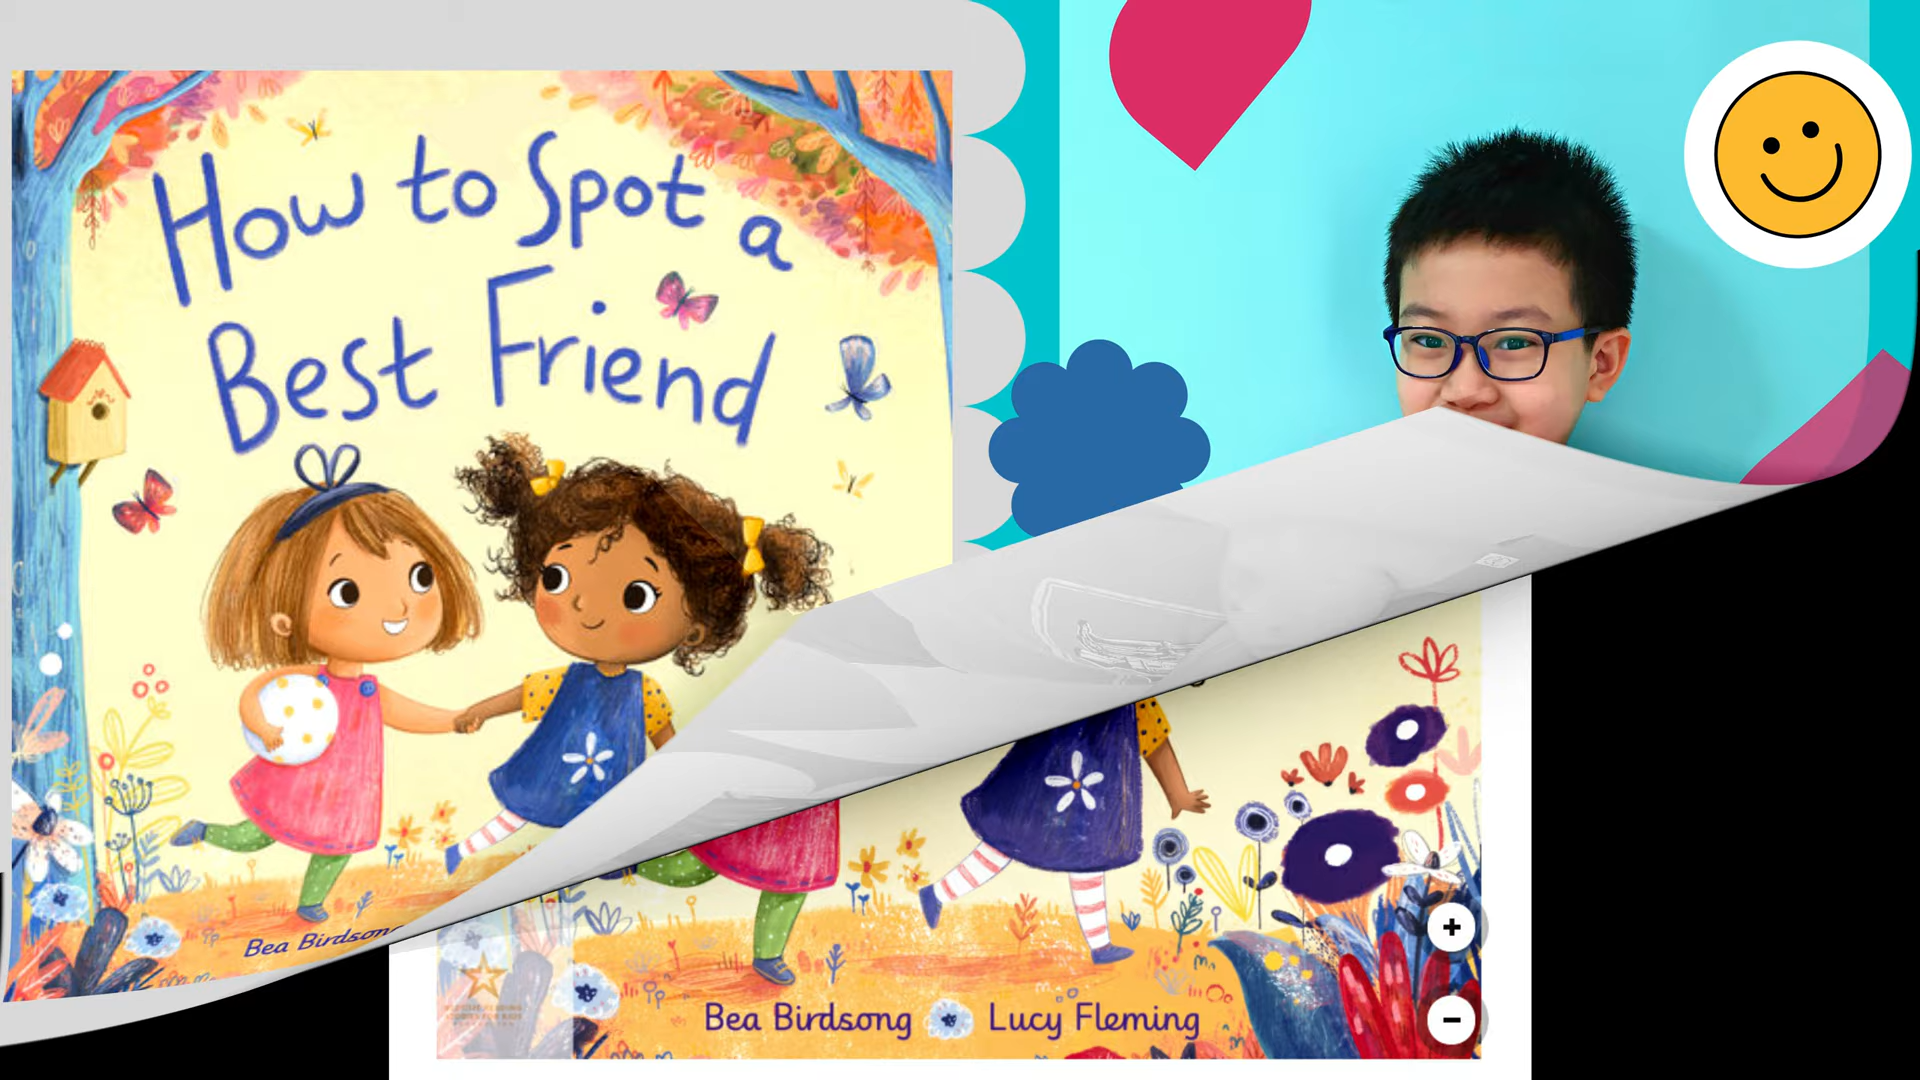 How to Spot a
Best Friend
Bea Birdsong
Bea Birdsong Lucy Fleming